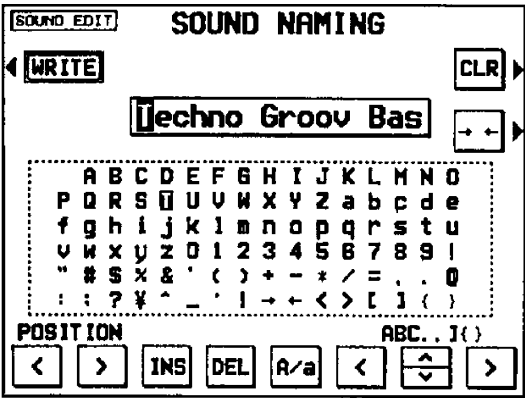 SOUND EDIT SOUND NAMING
WRITE CLR
Techno Groov Bas → ←
A B C D E F G H I J K L M N O
P Q R S T U V W X Y Z a b c d e
f g h i j k l m n o p q r s t u
v w x y z 0 1 2 3 4 5 6 7 8 9 !
" # $ % & ' ( ) + - * / = , . @
: ; ? ¥ ^ _ ` | → ← < > [ ] { }
POSITION ABC..]{}
< > INS DEL A/a < ^ v >